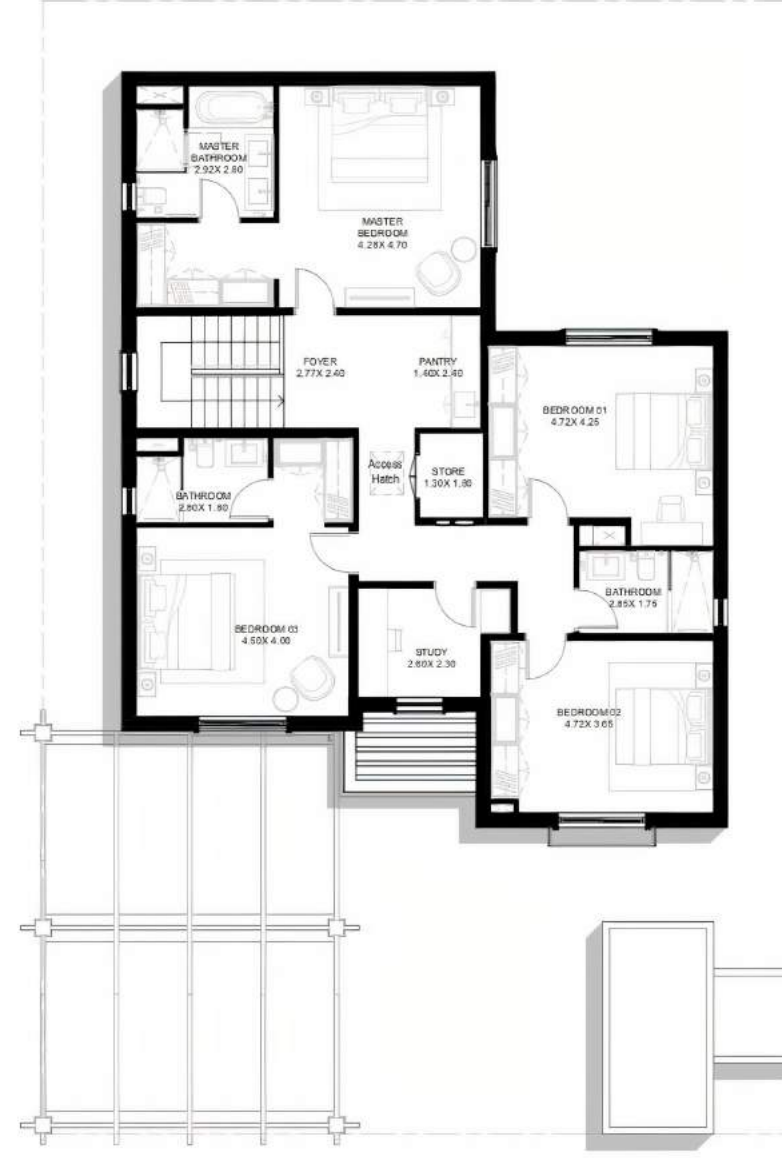 MASTER
BATHROOM
2.92X 2.80
MASTER
BEDROOM
4.28X 4.70
FOYER
2.77X 2.40
PANTRY
1.40X 2.40
BEDROOM 01
4.72X 4.25
Access
Hatch
STORE
1.30X 1.80
BATHROOM
2.80X 1.80
BATHROOM
2.85X 1.75
BEDROOM 03
4.50X 4.00
STUDY
2.60X 2.30
BEDROOM 02
4.72X 3.65